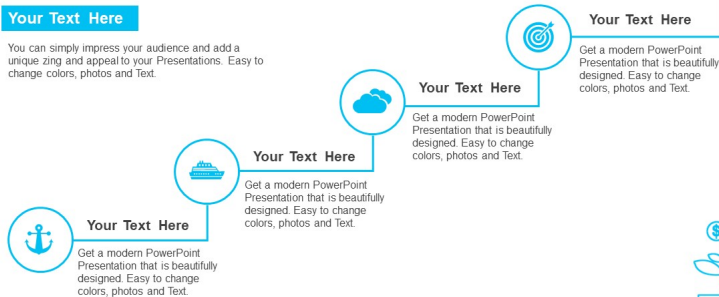 Your Text Here
You can simply impress your audience and add a
unique zing and appeal to your Presentations. Easy to
change colors, photos and Text.
Your Text Here
Get a modern PowerPoint
Presentation that is beautifully
designed. Easy to change
colors, photos and Text.
Your Text Here
Get a modern PowerPoint
Presentation that is beautifully
designed. Easy to change
colors, photos and Text.
Your Text Here
Get a modern PowerPoint
Presentation that is beautifully
designed. Easy to change
colors, photos and Text.
Your Text Here
Get a modern PowerPoint
Presentation that is beautifully
designed. Easy to change
colors, photos and Text.
$